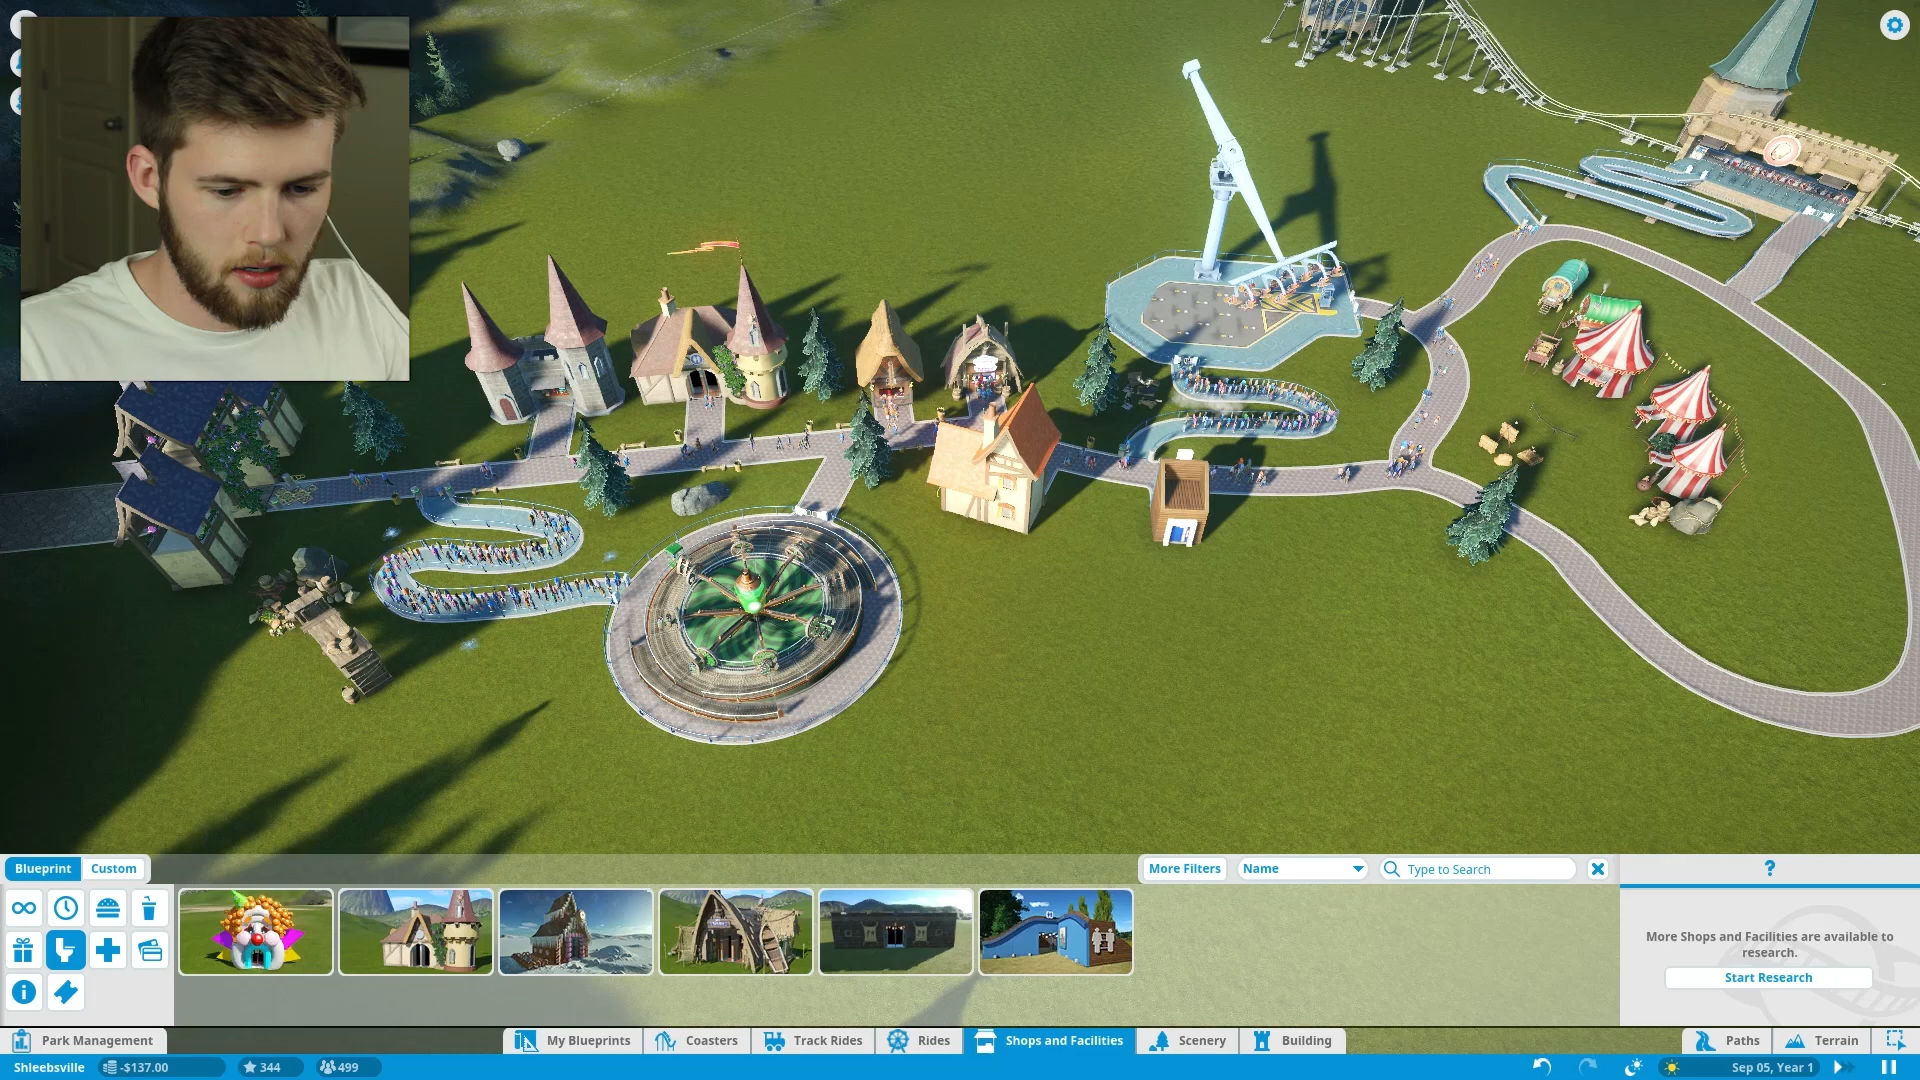 Blueprint Custom
More Filters Name Type to Search
?
More Shops and Facilities are available to
research.
Start Research
Park Management My Blueprints Coasters Track Rides Rides Shops and Facilities Scenery Building Paths Terrain
Shleebsville -$137.00 344 499 Sep 05, Year 1